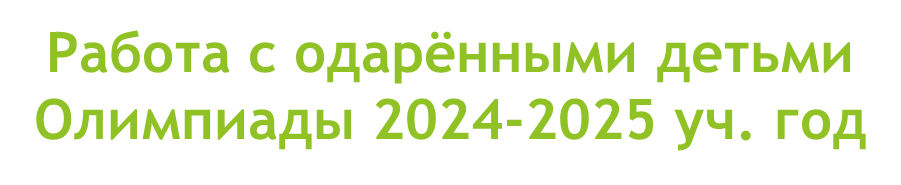 Работа с одарёнными детьми
Олимпиады 2024-2025 уч. год